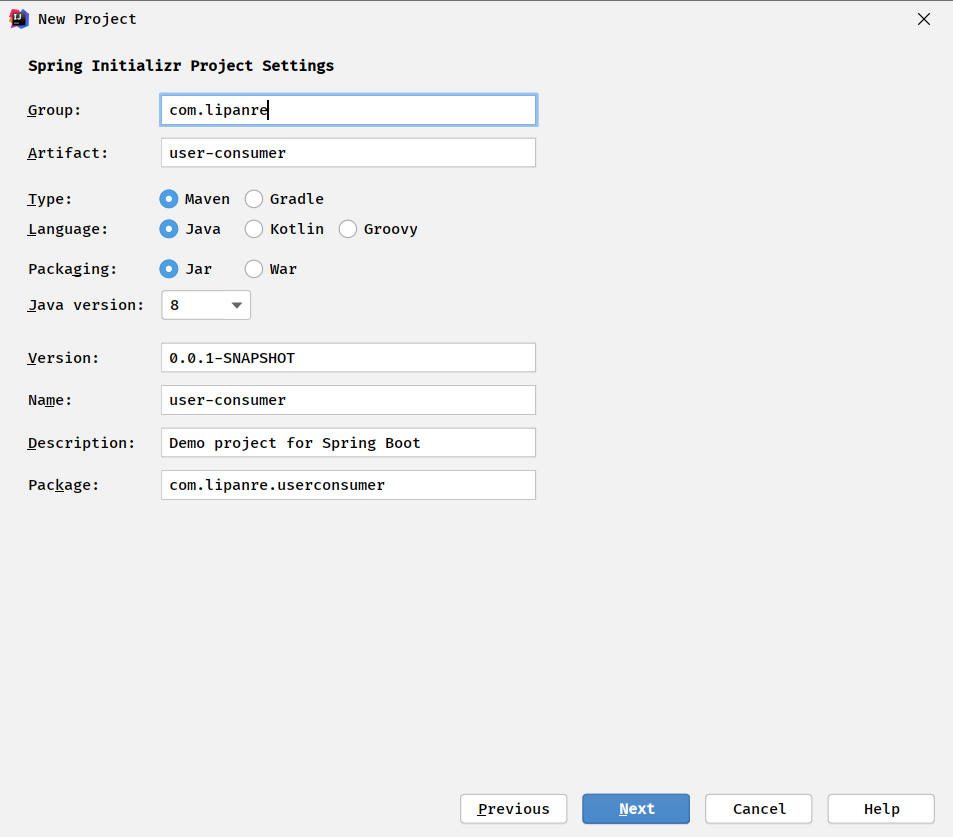 New Project
Spring Initializr Project Settings
Group: com.lipanre
Artifact: user-consumer
Type: Maven Gradle
Language: Java Kotlin Groovy
Packaging: Jar War
Java version: 8
Version: 0.0.1-SNAPSHOT
Name: user-consumer
Description: Demo project for Spring Boot
Package: com.lipanre.userconsumer
Previous Next Cancel Help